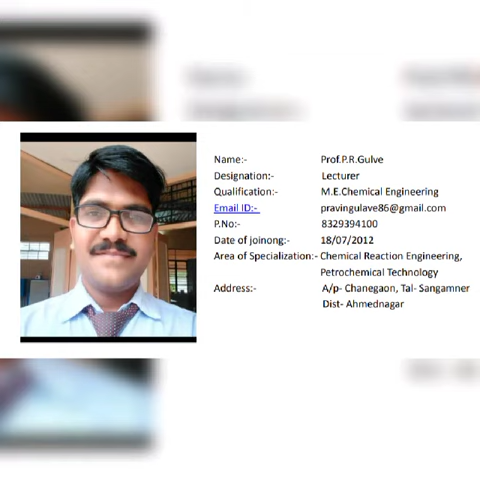 Name:- Prof.P.R.Gulve
Designation:- Lecturer
Qualification:- M.E.Chemical Engineering
Email ID:- pravingulave86@gmail.com
P.No:- 8329394100
Date of joinong:- 18/07/2012
Area of Specialization:- Chemical Reaction Engineering,
Petrochemical Technology
Address:- A/p- Chanegaon, Tal- Sangamner
Dist- Ahmednagar